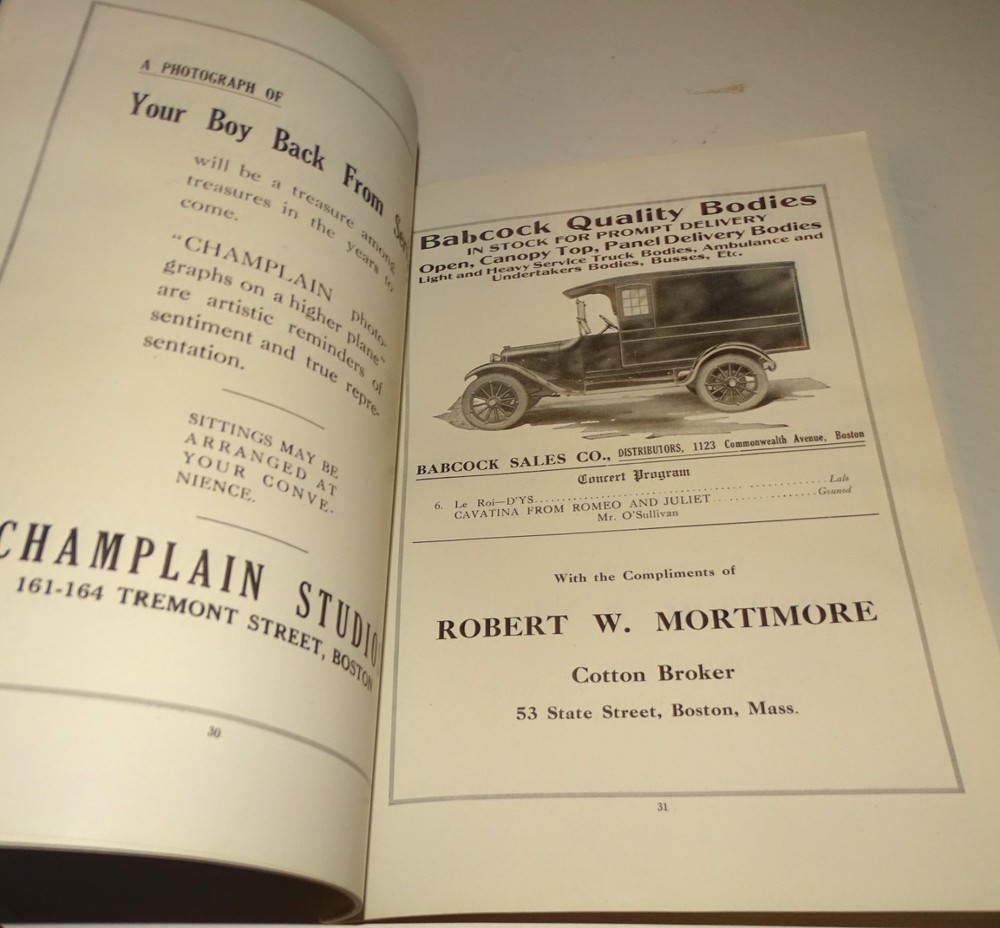 A PHOTOGRAPH OF
Your Boy Back From Ser
will be a treasure among
treasures in the years to
come.
"CHAMPLAIN photo-
graphs on a higher plane"
are artistic reminders of
sentiment and true repre-
sentation.
SITTINGS MAY BE
ARRANGED AT
YOUR CONVE-
NIENCE.
CHAMPLAIN STUDIO
161-164 TREMONT STREET, BOSTON
30
Babcock Quality Bodies
IN STOCK FOR PROMPT DELIVERY
Open, Canopy Top, Panel Delivery Bodies
Light and Heavy Service Truck Bodies, Ambulance and
Undertakers Bodies, Busses, Etc.
BABCOCK SALES CO., DISTRIBUTORS, 1123 Commonwealth Avenue, Boston
Concert Program
6. Le Roi—D'YS Lalo
CAVATINA FROM ROMEO AND JULIET Geunod
Mr. O'Sullivan
With the Compliments of
ROBERT W. MORTIMORE
Cotton Broker
53 State Street, Boston, Mass.
31